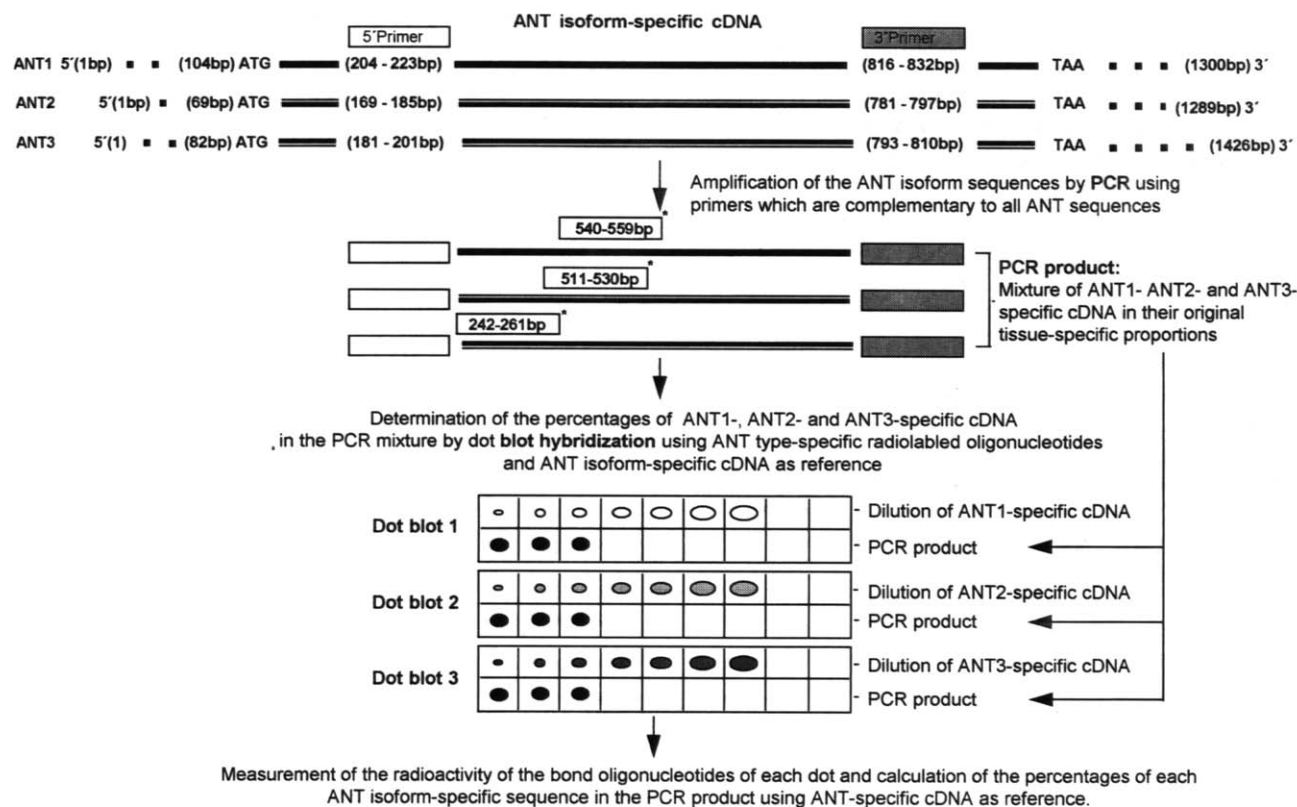 ANT isoform-specific cDNA
5´Primer 3´Primer
ANT1 5´(1bp) (104bp) ATG (204 - 223bp) (816 - 832bp) TAA (1300bp) 3´
ANT2 5´(1bp) (69bp) ATG (169 - 185bp) (781 - 797bp) TAA (1289bp) 3´
ANT3 5´(1) (82bp) ATG (181 - 201bp) (793 - 810bp) TAA (1426bp) 3´
Amplification of the ANT isoform sequences by PCR using
primers which are complementary to all ANT sequences
540-559bp *
511-530bp *
242-261bp *
PCR product:
Mixture of ANT1- ANT2- and ANT3-
specific cDNA in their original
tissue-specific proportions
Determination of the percentages of ANT1-, ANT2- and ANT3-specific cDNA
in the PCR mixture by dot blot hybridization using ANT type-specific radiolabled oligonucleotides
and ANT isoform-specific cDNA as reference
Dot blot 1
- Dilution of ANT1-specific cDNA
- PCR product
Dot blot 2
- Dilution of ANT2-specific cDNA
- PCR product
Dot blot 3
- Dilution of ANT3-specific cDNA
- PCR product
Measurement of the radioactivity of the bond oligonucleotides of each dot and calculation of the percentages of each
ANT isoform-specific sequence in the PCR product using ANT-specific cDNA as reference.